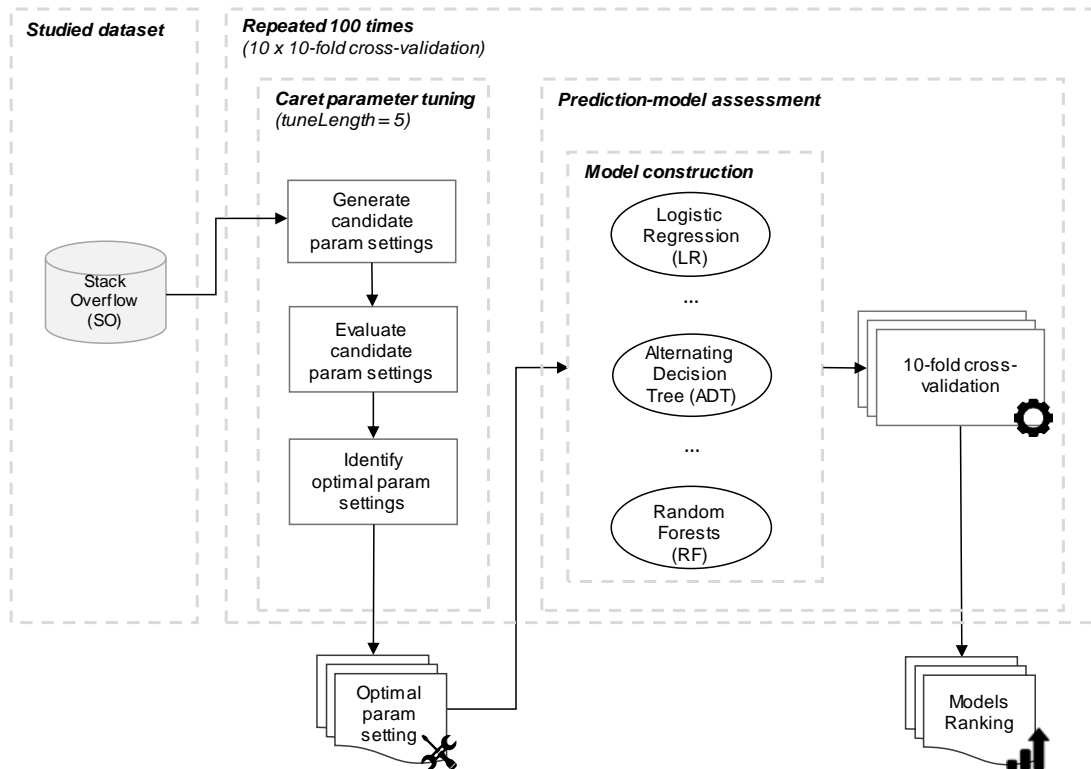 Studied dataset
Repeated 100 times
(10 x 10-fold cross-validation)
Caret parameter tuning
(tuneLength = 5)
Prediction-model assessment
Model construction
Stack
Overflow
(SO)
Generate
candidate
param settings
Evaluate
candidate
param settings
Identify
optimal param
settings
Optimal
param
setting
Logistic
Regression
(LR)
...
Alternating
Decision
Tree (ADT)
...
Random
Forests
(RF)
10-fold cross-
validation
Models
Ranking